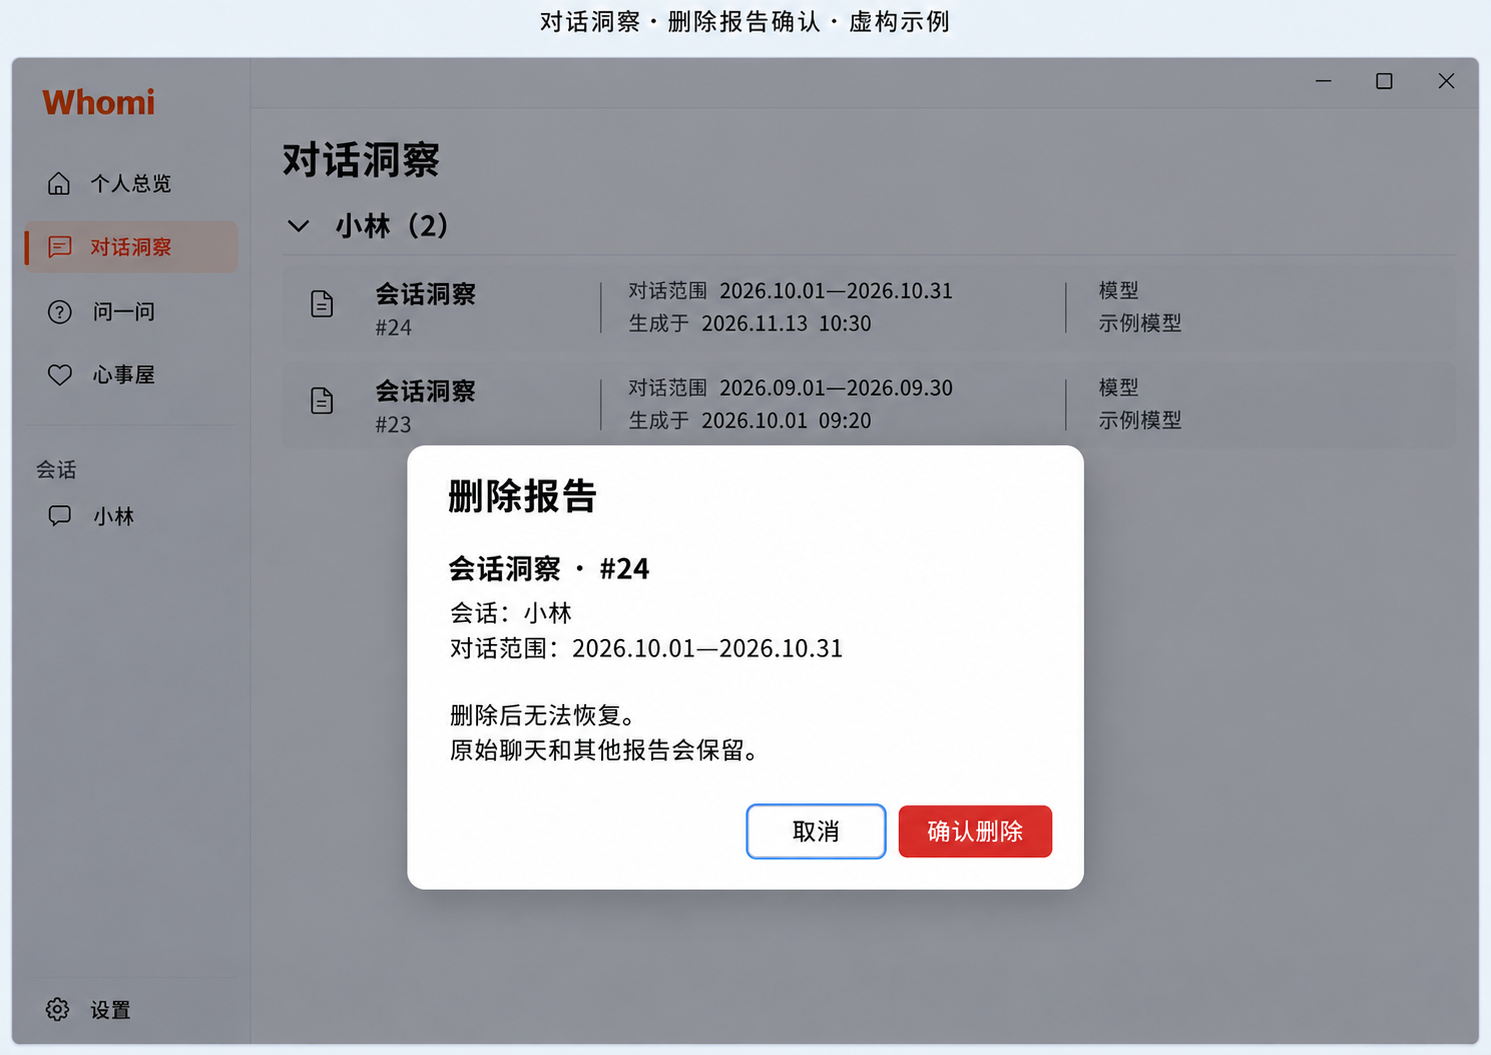 对话洞察・删除报告确认・虚构示例
Whomi
个人总览
对话洞察
问一问
心事屋
会话
小林
设置
对话洞察
小林（2）
会话洞察
#24
对话范围 2026.10.01—2026.10.31
生成于 2026.11.13 10:30
模型
示例模型
会话洞察
#23
对话范围 2026.09.01—2026.09.30
生成于 2026.10.01 09:20
模型
示例模型
删除报告
会话洞察・#24
会话：小林
对话范围：2026.10.01—2026.10.31
删除后无法恢复。
原始聊天和其他报告会保留。
取消
确认删除